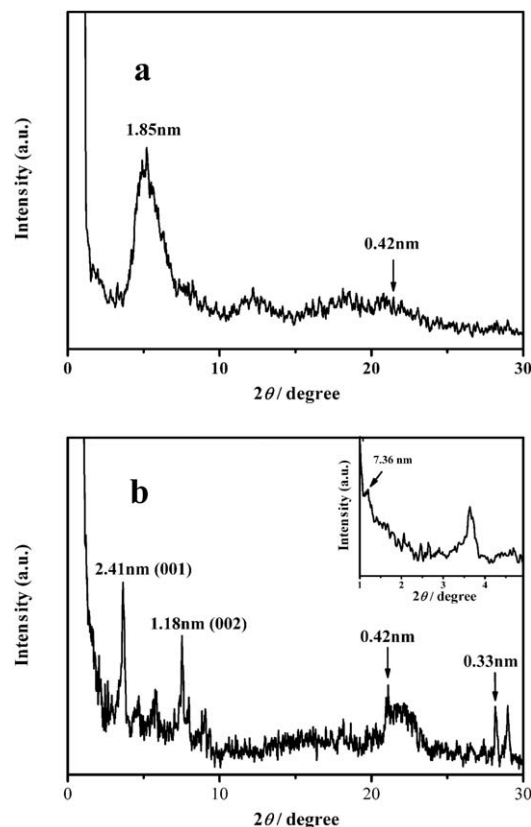 a
1.85nm
0.42nm
Intensity (a.u.)
0 10 20 30
2θ / degree
b
2.41nm (001)
1.18nm (002)
0.42nm
0.33nm
Intensity (a.u.)
0 10 20 30
2θ / degree
7.36 nm
Intensity (a.u.)
1 2 3 4
2θ / degree